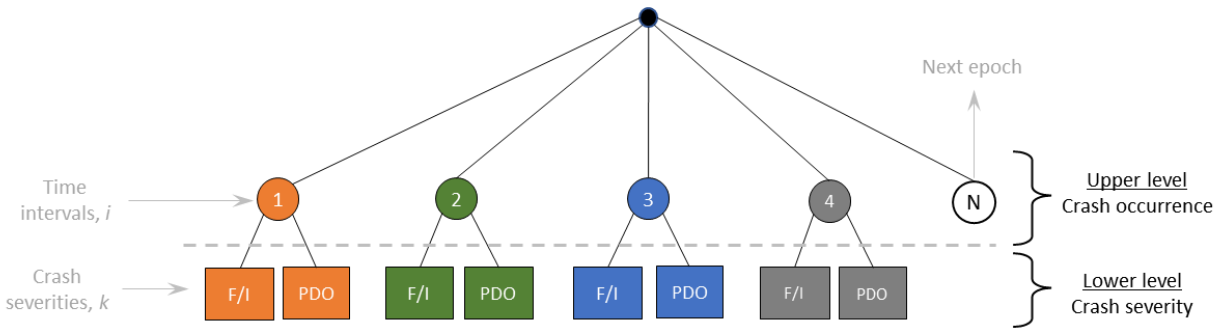 Next epoch
Time
intervals, i
1
2
3
4
N
Upper level
Crash occurrence
Crash
severities, k
F/I
PDO
F/I
PDO
F/I
PDO
F/I
PDO
Lower level
Crash severity